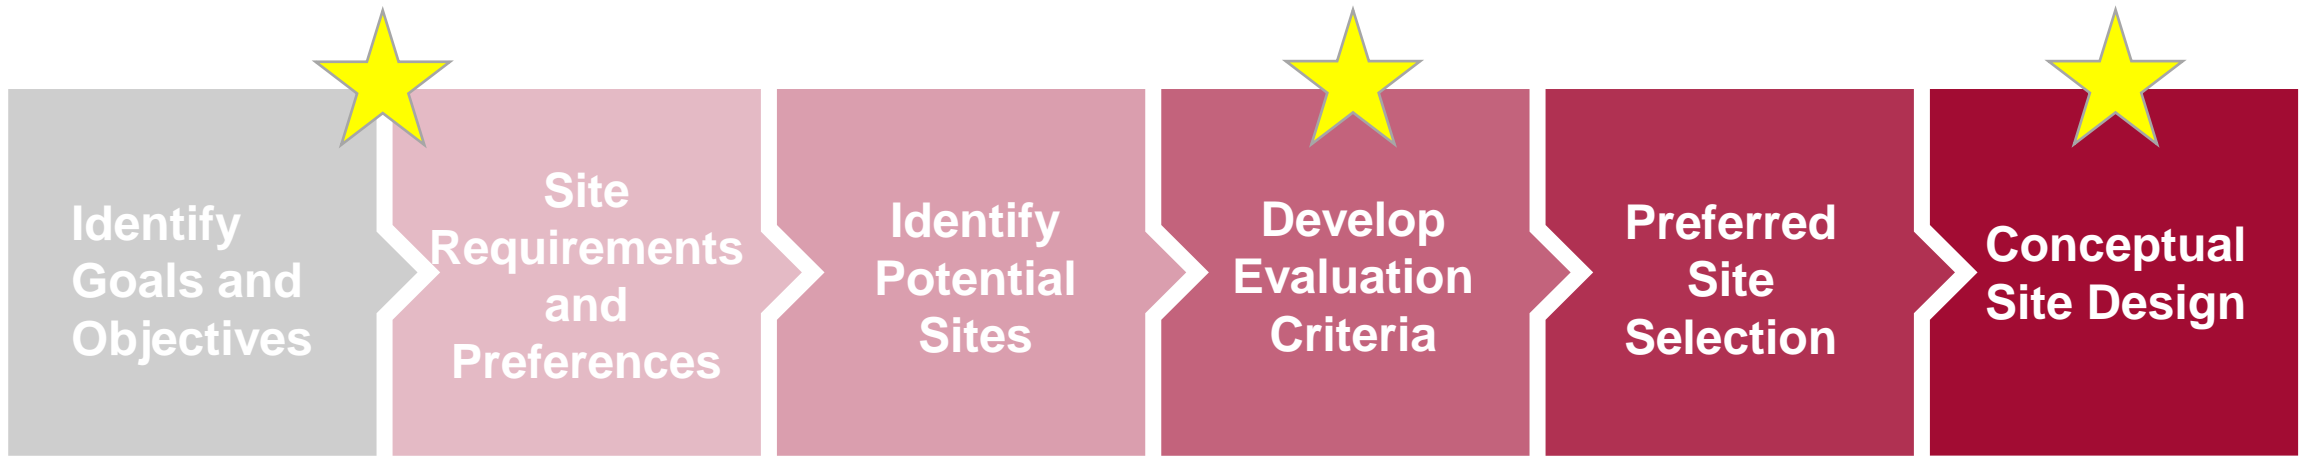 Identify
Goals and
Objectives
Site
Requirements
and
Preferences
Identify
Potential
Sites
Develop
Evaluation
Criteria
Preferred
Site
Selection
Conceptual
Site Design